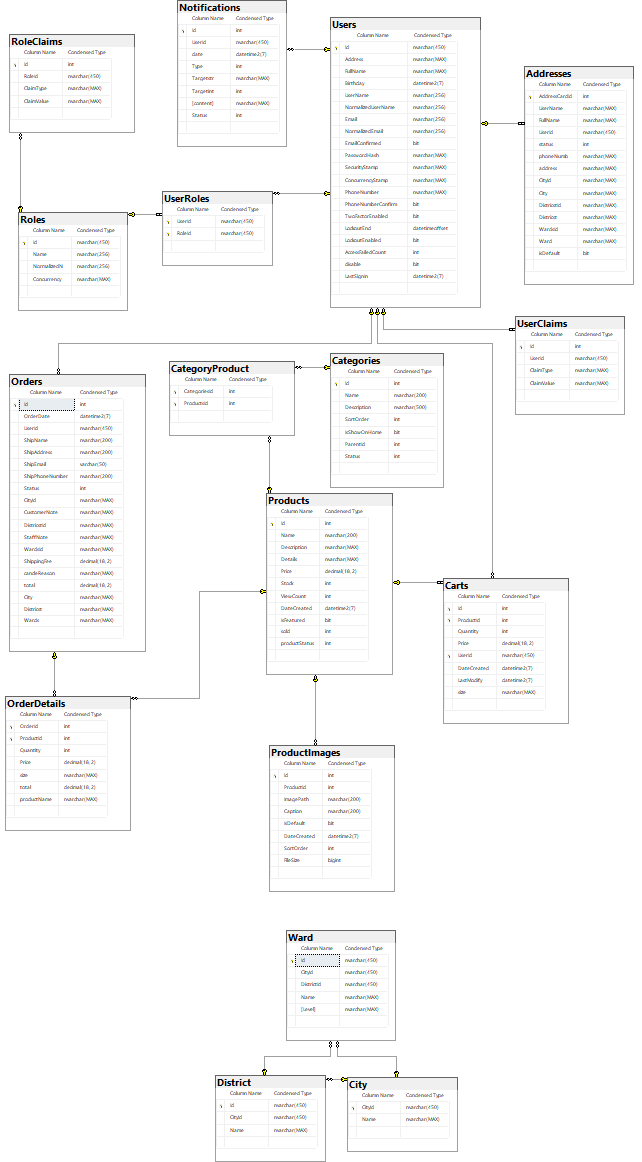 Notifications
Column Name Condensed Type
id int
userId nvarchar(450)
date datetime2(7)
Type int
Targetstr nvarchar(MAX)
TargetInt int
[content] nvarchar(MAX)
Status int
RoleClaims
Column Name Condensed Type
Id int
RoleId nvarchar(450)
ClaimType nvarchar(MAX)
ClaimValue nvarchar(MAX)
Users
Column Name Condensed Type
Id nvarchar(450)
Address nvarchar(MAX)
FullName nvarchar(MAX)
Birthday datetime2(7)
UserName nvarchar(256)
NormalizedUserName nvarchar(256)
Email nvarchar(256)
NormalizedEmail nvarchar(256)
EmailConfirmed bit
PasswordHash nvarchar(MAX)
SecurityStamp nvarchar(MAX)
ConcurrencyStamp nvarchar(MAX)
PhoneNumber nvarchar(MAX)
PhoneNumberConfirm bit
TwoFactorEnabled bit
LockoutEnd datetimeoffset
LockoutEnabled bit
AccessFailedCount int
disable bit
LastSignIn datetime2(7)
Addresses
Column Name Condensed Type
AddressCardId int
UserName nvarchar(MAX)
FullName nvarchar(MAX)
userId nvarchar(450)
status int
phoneNumb nvarchar(MAX)
address nvarchar(MAX)
CityId nvarchar(MAX)
City nvarchar(MAX)
DistrictId nvarchar(MAX)
District nvarchar(MAX)
WardId nvarchar(MAX)
Ward nvarchar(MAX)
isDefault bit
UserRoles
Column Name Condensed Type
UserId nvarchar(450)
RoleId nvarchar(450)
Roles
Column Name Condensed Type
Id nvarchar(450)
Name nvarchar(256)
NormalizedN nvarchar(256)
Concurrency nvarchar(MAX)
UserClaims
Column Name Condensed Type
Id int
UserId nvarchar(450)
ClaimType nvarchar(MAX)
ClaimValue nvarchar(MAX)
CategoryProduct
Column Name Condensed Type
CategorieId int
ProductId int
Categories
Column Name Condensed Type
Id int
Name nvarchar(200)
Description nvarchar(500)
SortOrder int
IsShowOnHome bit
ParentId int
Status int
Orders
Column Name Condensed Type
Id int
OrderDate datetime2(7)
UserId nvarchar(450)
ShipName nvarchar(200)
ShipAddress nvarchar(200)
ShipEmail varchar(50)
ShipPhoneNumber nvarchar(200)
Status int
CityId nvarchar(MAX)
CustomerNote nvarchar(MAX)
DistrictId nvarchar(MAX)
StaffNote nvarchar(MAX)
WardId nvarchar(MAX)
ShippingFee decimal(18, 2)
cancleReason nvarchar(MAX)
total decimal(18, 2)
City nvarchar(MAX)
District nvarchar(MAX)
Wards nvarchar(MAX)
Products
Column Name Condensed Type
Id int
Name nvarchar(200)
Description nvarchar(MAX)
Details nvarchar(MAX)
Price decimal(18, 2)
Stock int
ViewCount int
DateCreated datetime2(7)
IsFeatured bit
sold int
productStatus int
Carts
Column Name Condensed Type
Id int
ProductId int
Quantity int
Price decimal(18, 2)
UserId nvarchar(450)
DateCreated datetime2(7)
LastModify datetime2(7)
size nvarchar(MAX)
OrderDetails
Column Name Condensed Type
OrderId int
ProductId int
Quantity int
Price decimal(18, 2)
size nvarchar(MAX)
total decimal(18, 2)
productName nvarchar(MAX)
ProductImages
Column Name Condensed Type
Id int
ProductId int
ImagePath nvarchar(200)
Caption nvarchar(200)
IsDefault bit
DateCreated datetime2(7)
SortOrder int
FileSize bigint
Ward
Column Name Condensed Type
Id nvarchar(450)
CityId nvarchar(450)
DistrictId nvarchar(450)
Name nvarchar(MAX)
[Level] nvarchar(MAX)
District
Column Name Condensed Type
Id nvarchar(450)
CityId nvarchar(450)
Name nvarchar(MAX)
City
Column Name Condensed Type
CityId nvarchar(450)
Name nvarchar(MAX)